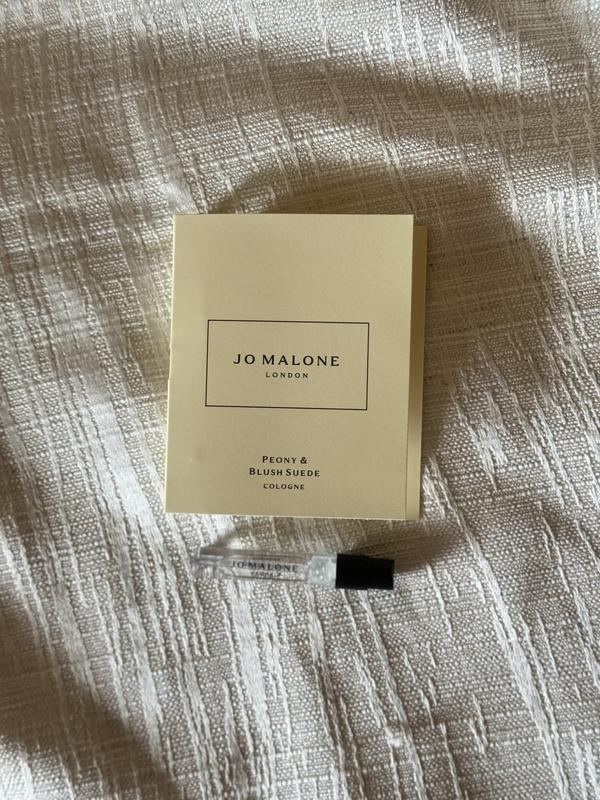 JO MALONE
LONDON
PEONY &
BLUSH SUEDE
COLOGNE
JO MALONE